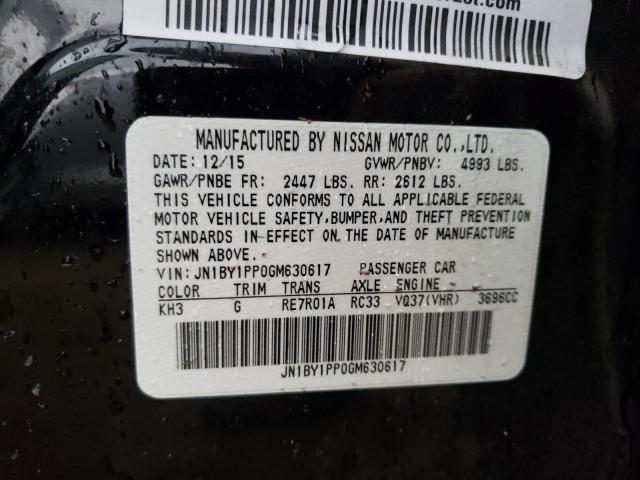 MANUFACTURED BY NISSAN MOTOR CO.,LTD.
DATE: 12/15 GVWR/PNBV: 4993 LBS.
GAWR/PNBE FR: 2447 LBS. RR: 2612 LBS.
THIS VEHICLE CONFORMS TO ALL APPLICABLE FEDERAL
MOTOR VEHICLE SAFETY,BUMPER,AND THEFT PREVENTION
STANDARDS IN EFFECT ON THE DATE OF MANUFACTURE
SHOWN ABOVE.
VIN: JN1BY1PP0GM630617 PASSENGER CAR
COLOR TRIM TRANS AXLE ENGINE
KH3 G RE7R01A RC33 VQ37(VHR) 3696CC
JN1BY1PP0GM630617